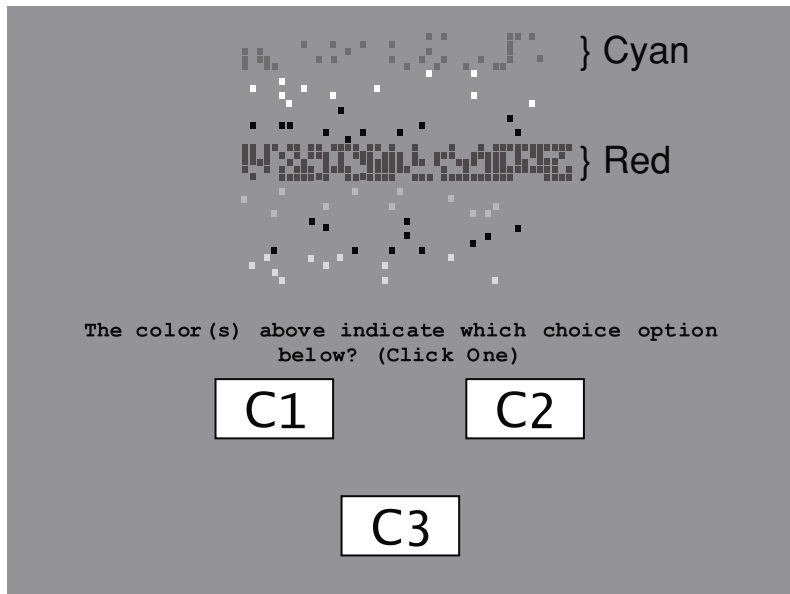 } Cyan
} Red
The color(s) above indicate which choice option
below? (Click One)
C1 C2
C3